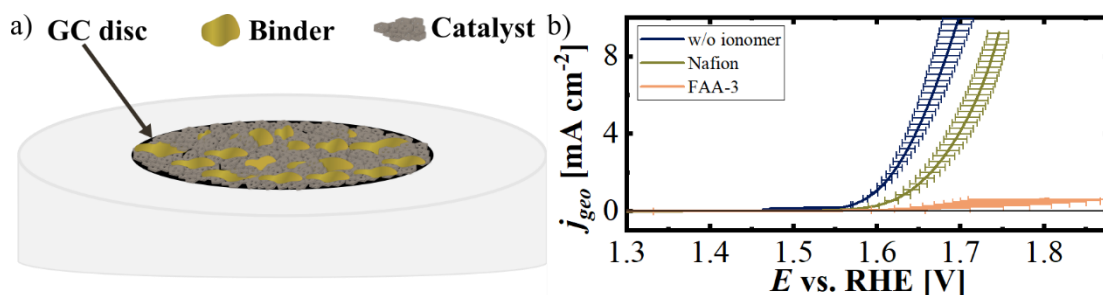 a)
GC disc
Binder
Catalyst
b)
w/o ionomer
Nafion
FAA-3
8
4
0
j_geo [mA cm⁻²]
1.3 1.4 1.5 1.6 1.7 1.8
E vs. RHE [V]